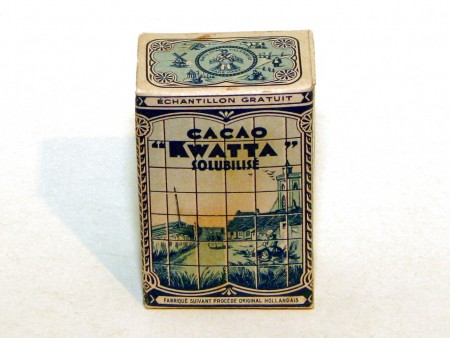 ÉCHANTILLON GRATUIT
CACAO
"KWATTA"
SOLUBILISÉ
FABRIQUÉ SUIVANT PROCÉDÉ ORIGINAL HOLLANDAIS